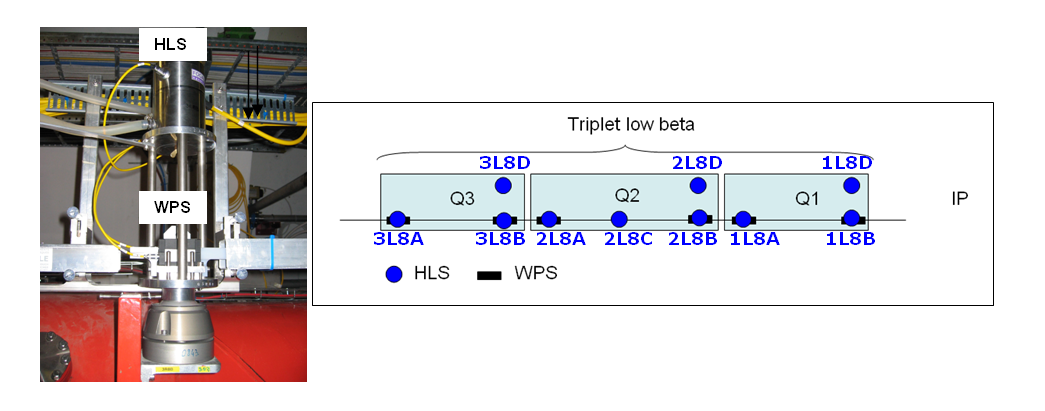 HLS
WPS
Triplet low beta
3L8D 2L8D 1L8D
Q3 Q2 Q1 IP
3L8A 3L8B 2L8A 2L8C 2L8B 1L8A 1L8B
HLS WPS